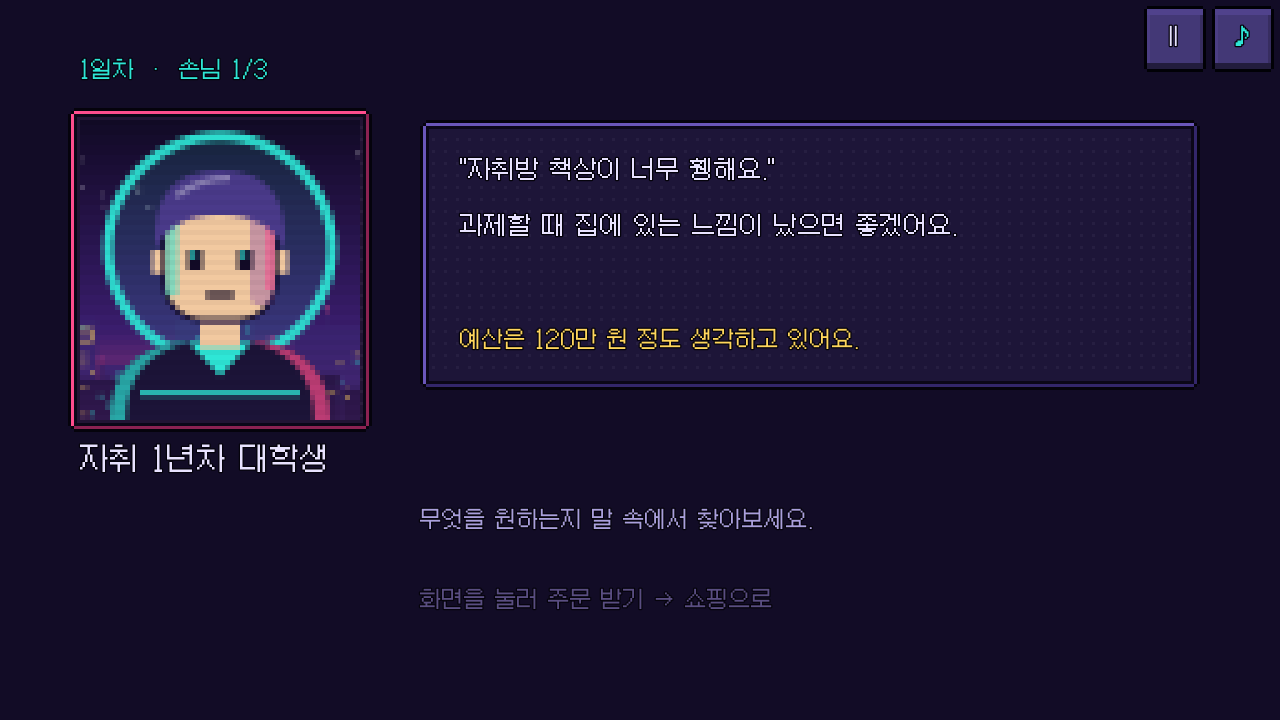 1일차 · 손님 1/3
"자취방 책상이 너무 휑해요."
과제할 때 집에 있는 느낌이 났으면 좋겠어요.
예산은 120만 원 정도 생각하고 있어요.
자취 1년차 대학생
무엇을 원하는지 말 속에서 찾아보세요.
화면을 눌러 주문 받기 → 쇼핑으로